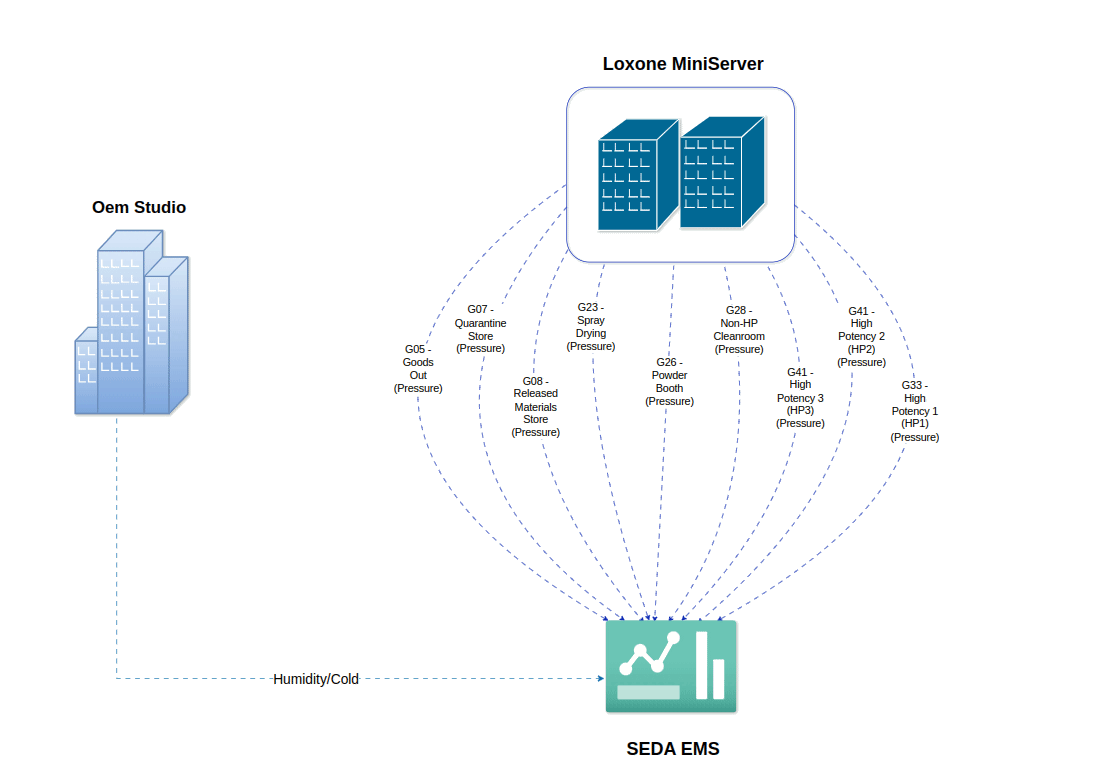 Loxone MiniServer
Oem Studio
G05 -
Goods
Out
(Pressure)
G07 -
Quarantine
Store
(Pressure)
G08 -
Released
Materials
Store
(Pressure)
G23 -
Spray
Drying
(Pressure)
G26 -
Powder
Booth
(Pressure)
G28 -
Non-HP
Cleanroom
(Pressure)
G41 -
High
Potency 3
(HP3)
(Pressure)
G41 -
High
Potency 2
(HP2)
(Pressure)
G33 -
High
Potency 1
(HP1)
(Pressure)
Humidity/Cold
SEDA EMS